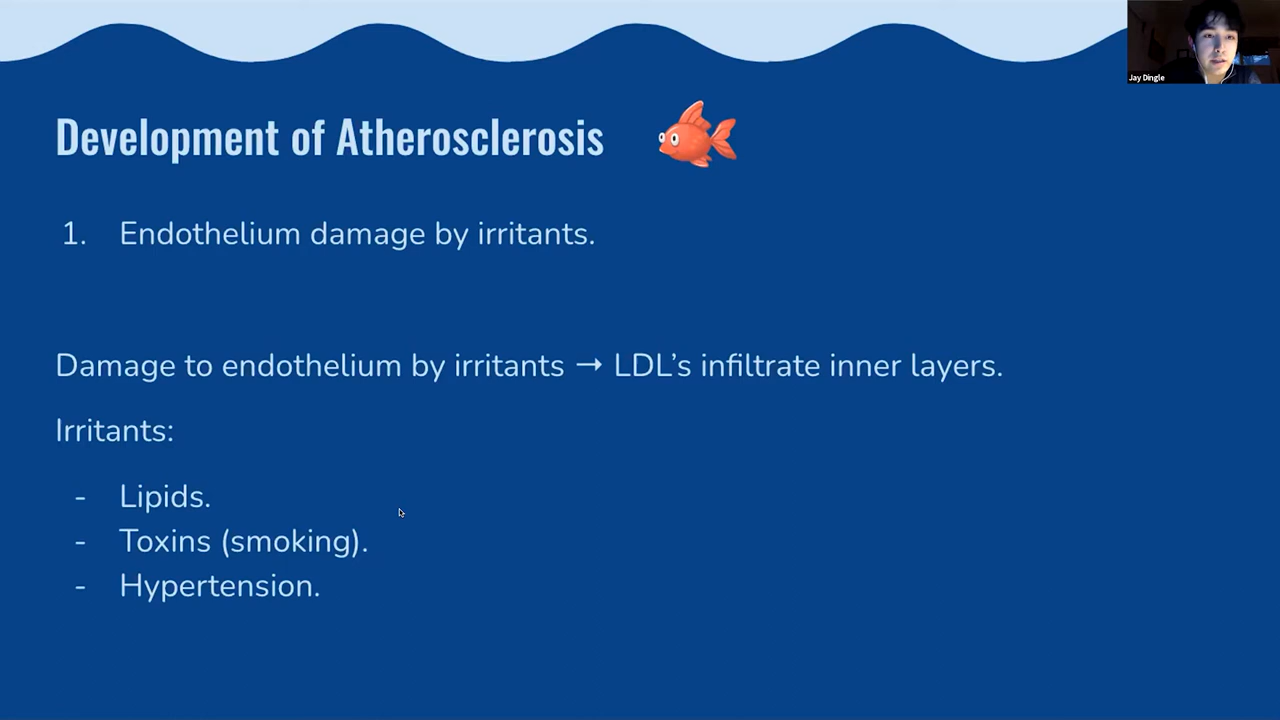 Jay Dingle
Development of Atherosclerosis
1. Endothelium damage by irritants.
Damage to endothelium by irritants → LDL’s infiltrate inner layers.
Irritants:
- Lipids.
- Toxins (smoking).
- Hypertension.